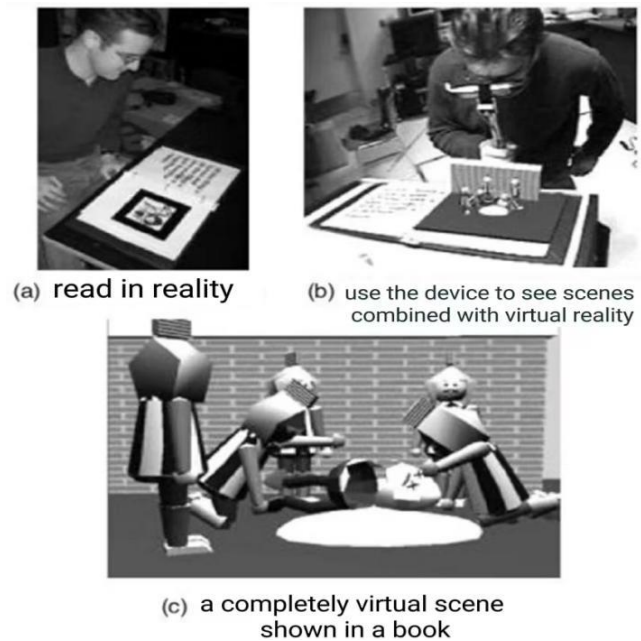 (a) read in reality
(b) use the device to see scenes
combined with virtual reality
(c) a completely virtual scene
shown in a book